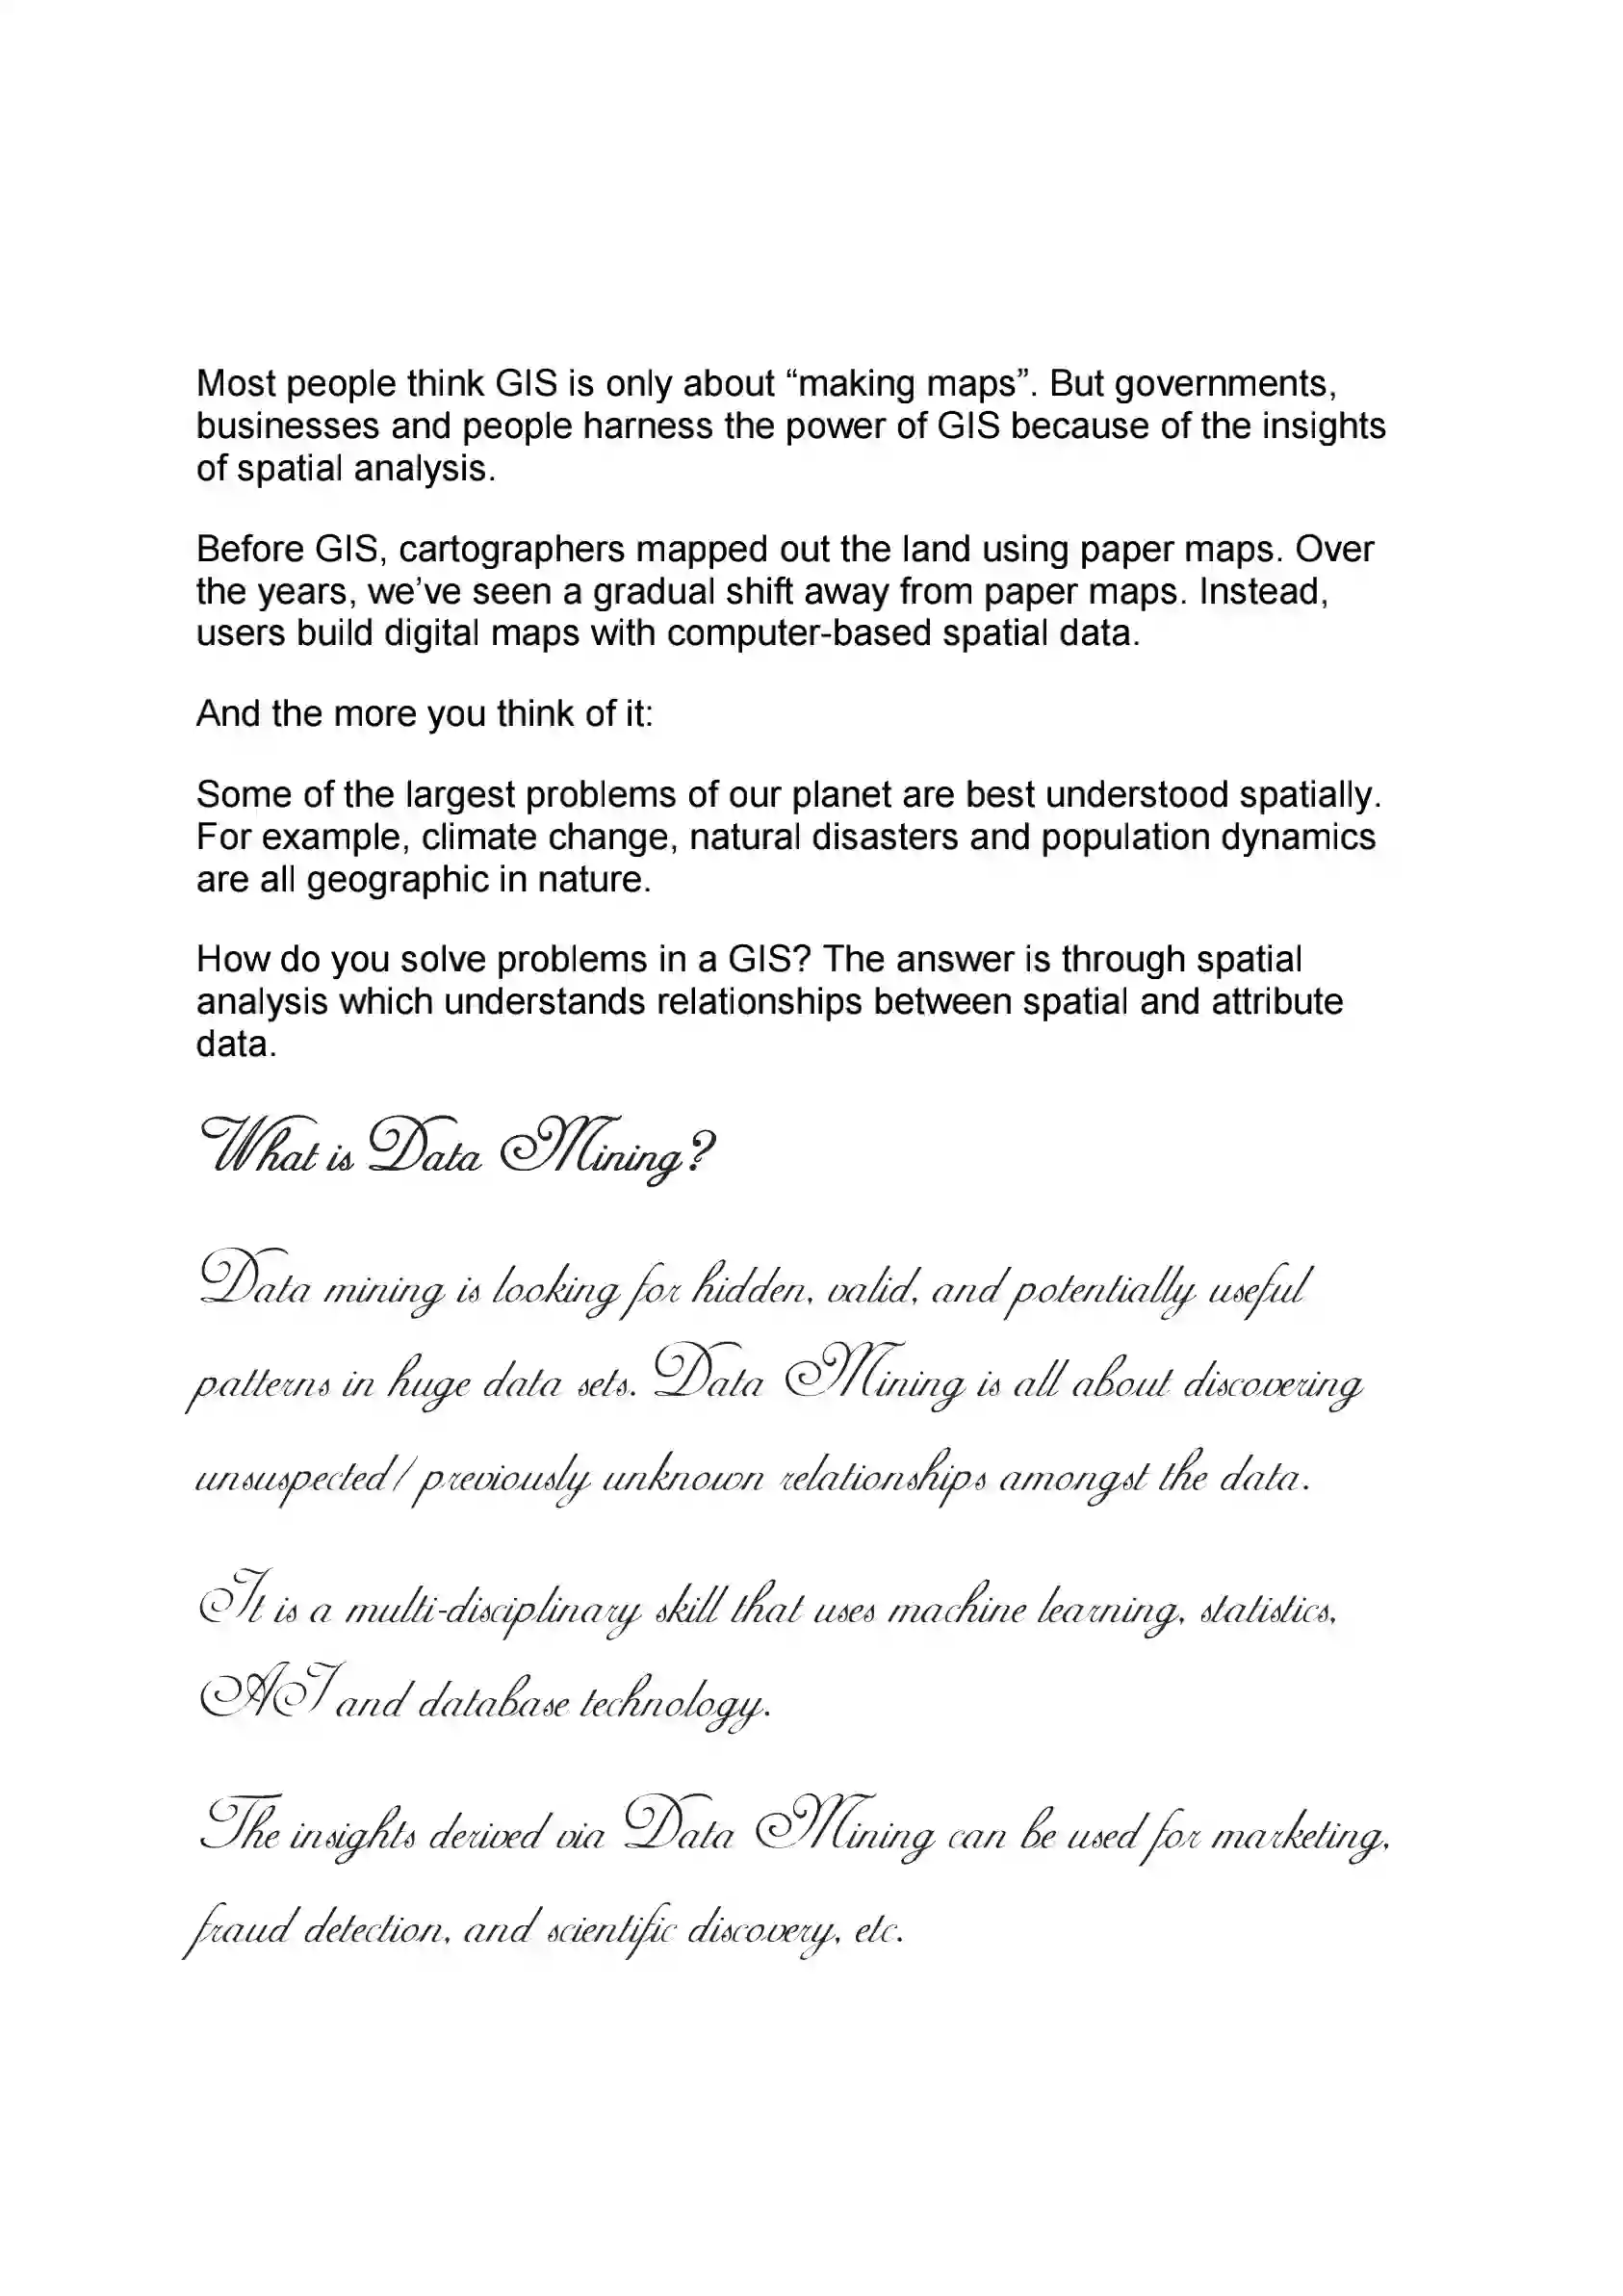 Most people think GIS is only about “making maps”. But governments,
businesses and people harness the power of GIS because of the insights
of spatial analysis.
Before GIS, cartographers mapped out the land using paper maps. Over
the years, we’ve seen a gradual shift away from paper maps. Instead,
users build digital maps with computer-based spatial data.
And the more you think of it:
Some of the largest problems of our planet are best understood spatially.
For example, climate change, natural disasters and population dynamics
are all geographic in nature.
How do you solve problems in a GIS? The answer is through spatial
analysis which understands relationships between spatial and attribute
data.
What is Data Mining?
Data mining is looking for hidden, valid, and potentially useful
patterns in huge data sets. Data Mining is all about discovering
unsuspected/ previously unknown relationships amongst the data.
It is a multi-disciplinary skill that uses machine learning, statistics,
AI and database technology.
The insights derived via Data Mining can be used for marketing,
fraud detection, and scientific discovery, etc.